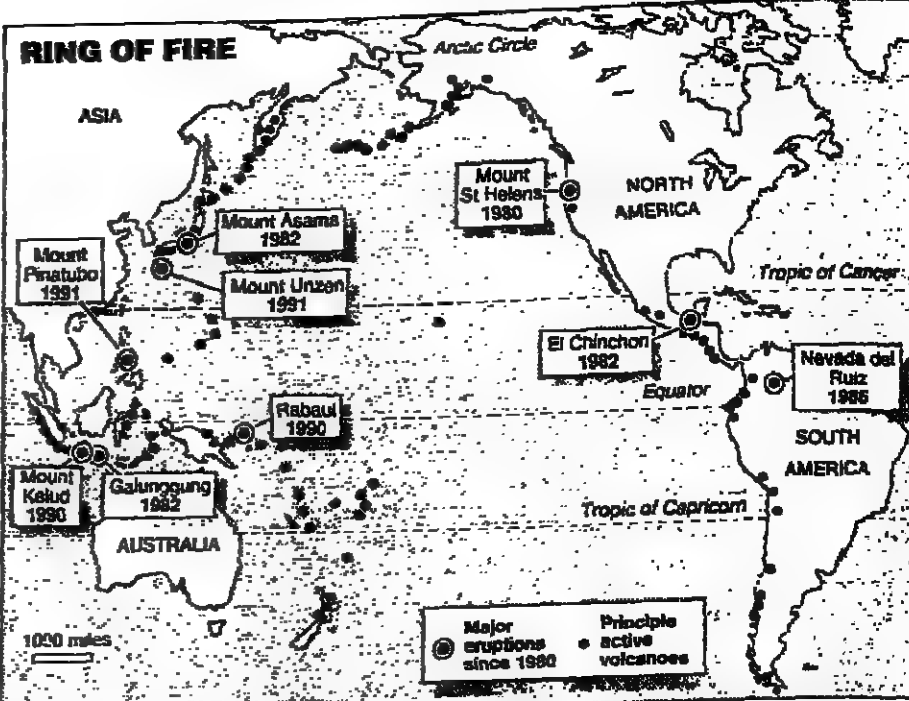 RING OF FIRE
Arctic Circle
ASIA
Mount
St Helens
1980
NORTH
AMERICA
Mount Asama
1982
Mount
Pinatubo
1991
Mount Unzen
1991
Tropic of Cancer
El Chinchon
1982
Nevada del
Ruiz
1985
Equator
Rabaul
1990
SOUTH
AMERICA
Mount
Kelud
1990
Galunggung
1982
Tropic of Capricorn
AUSTRALIA
1000 miles
Major
eruptions
since 1980
Principle
active
volcanoes